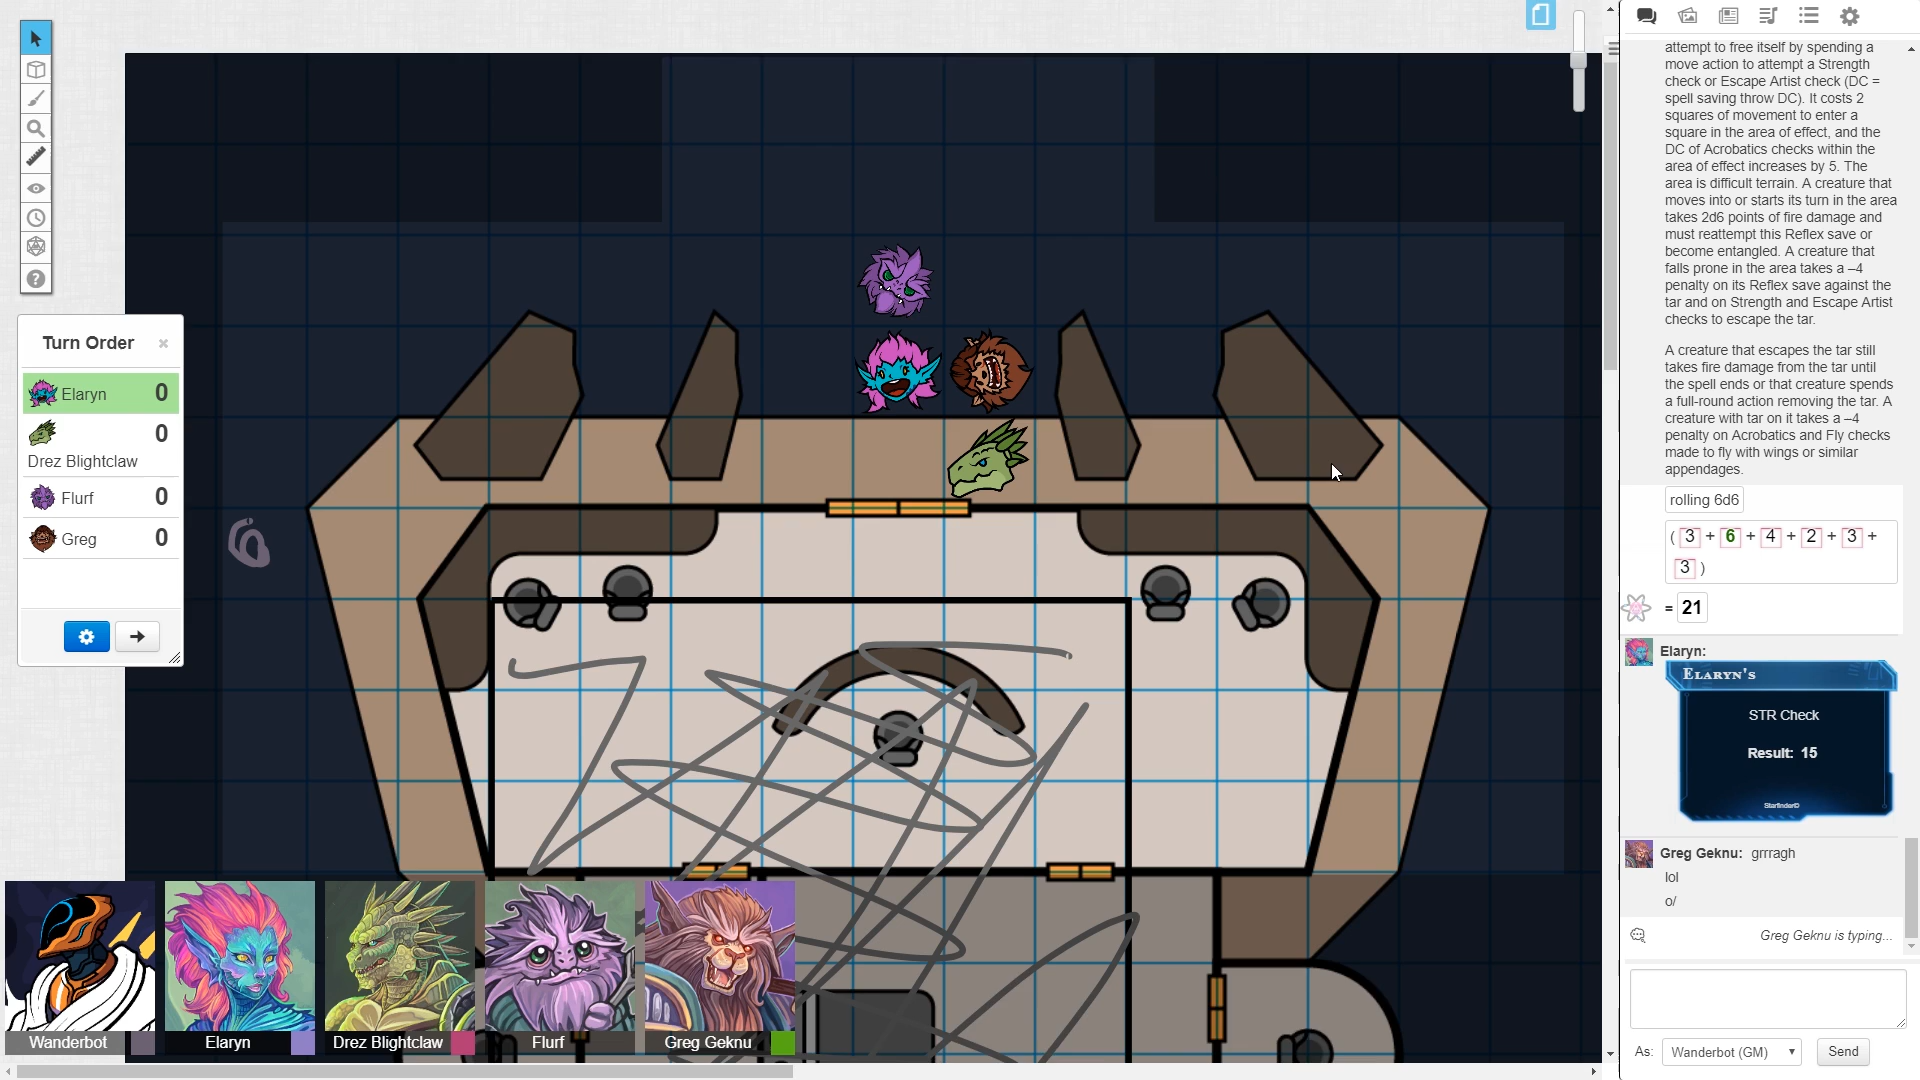 Turn Order ×
Elaryn 0
0
Drez Blightclaw
Flurf 0
Greg 0
6
Wanderbot
Elaryn
Drez Blightclaw
Flurf
Greg Geknu
attempt to free itself by spending a
move action to attempt a Strength
check or Escape Artist check (DC =
spell saving throw DC). It costs 2
squares of movement to enter a
square in the area of effect, and the
DC of Acrobatics checks within the
area of effect increases by 5. The
area is difficult terrain. A creature that
moves into or starts its turn in the area
takes 2d6 points of fire damage and
must reattempt this Reflex save or
become entangled. A creature that
falls prone in the area takes a –4
penalty on its Reflex save against the
tar and on Strength and Escape Artist
checks to escape the tar.
A creature that escapes the tar still
takes fire damage from the tar until
the spell ends or that creature spends
a full-round action removing the tar. A
creature with tar on it takes a –4
penalty on Acrobatics and Fly checks
made to fly with wings or similar
appendages.
rolling 6d6
( 3 + 6 + 4 + 2 + 3 +
3 )
= 21
Elaryn:
Elaryn's
STR Check
Result: 15
Starfinder©
Greg Geknu: grrragh
lol
o/
Greg Geknu is typing...
As: Wanderbot (GM) Send